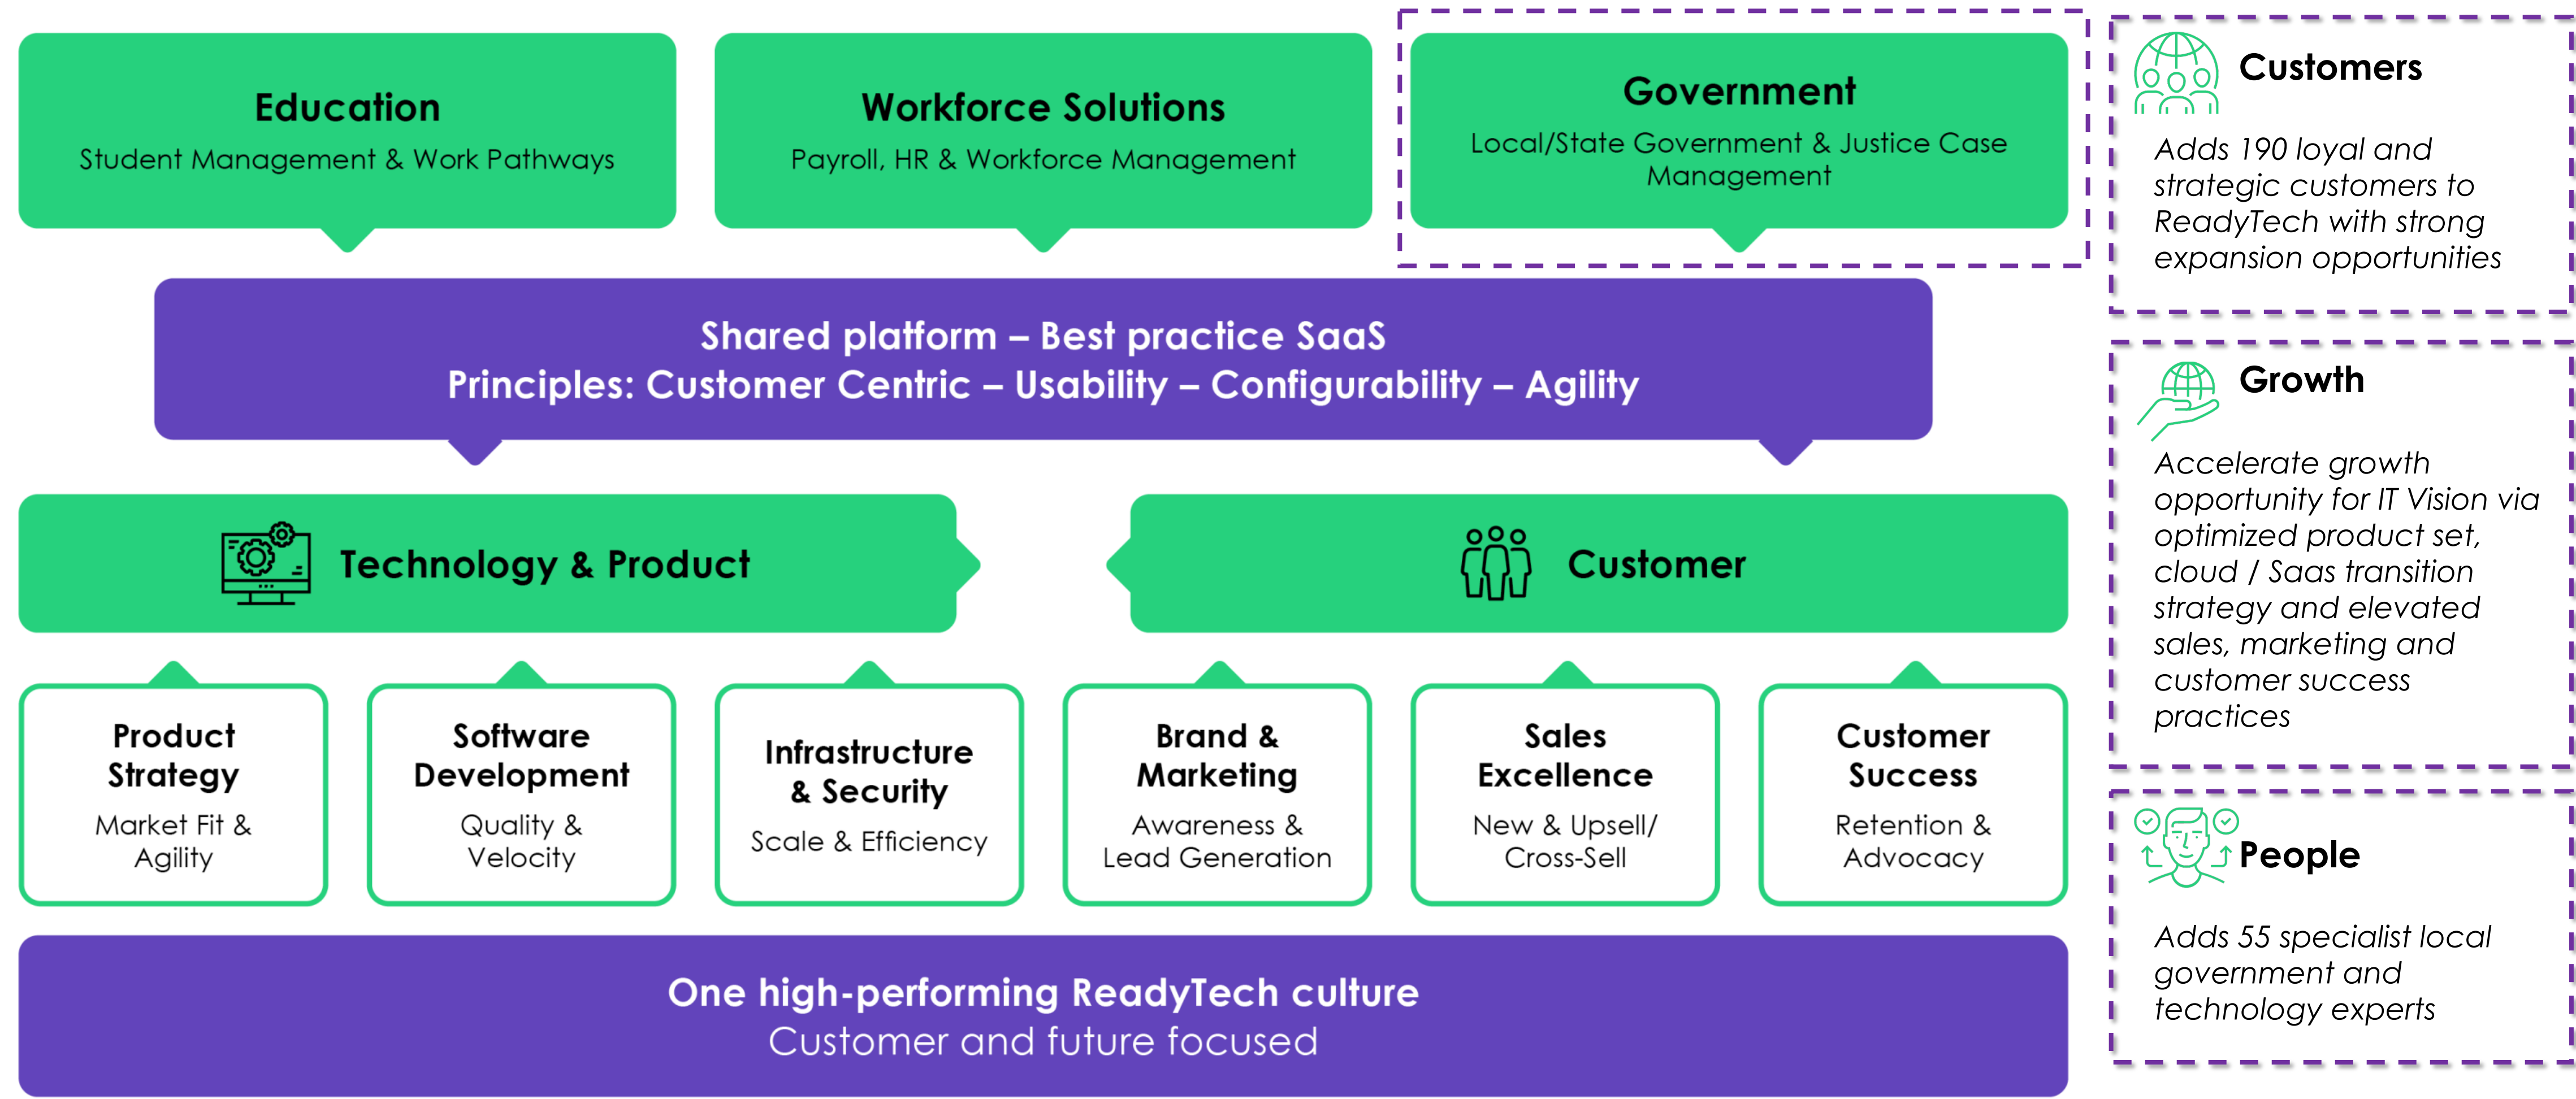 Education
Student Management & Work Pathways
Workforce Solutions
Payroll, HR & Workforce Management
Government
Local/State Government & Justice Case
Management
Shared platform – Best practice SaaS
Principles: Customer Centric – Usability – Configurability – Agility
Technology & Product
Customer
Product
Strategy
Market Fit &
Agility
Software
Development
Quality &
Velocity
Infrastructure
& Security
Scale & Efficiency
Brand &
Marketing
Awareness &
Lead Generation
Sales
Excellence
New & Upsell/
Cross-Sell
Customer
Success
Retention &
Advocacy
One high-performing ReadyTech culture
Customer and future focused
Customers
Adds 190 loyal and
strategic customers to
ReadyTech with strong
expansion opportunities
Growth
Accelerate growth
opportunity for IT Vision via
optimized product set,
cloud / Saas transition
strategy and elevated
sales, marketing and
customer success
practices
People
Adds 55 specialist local
government and
technology experts